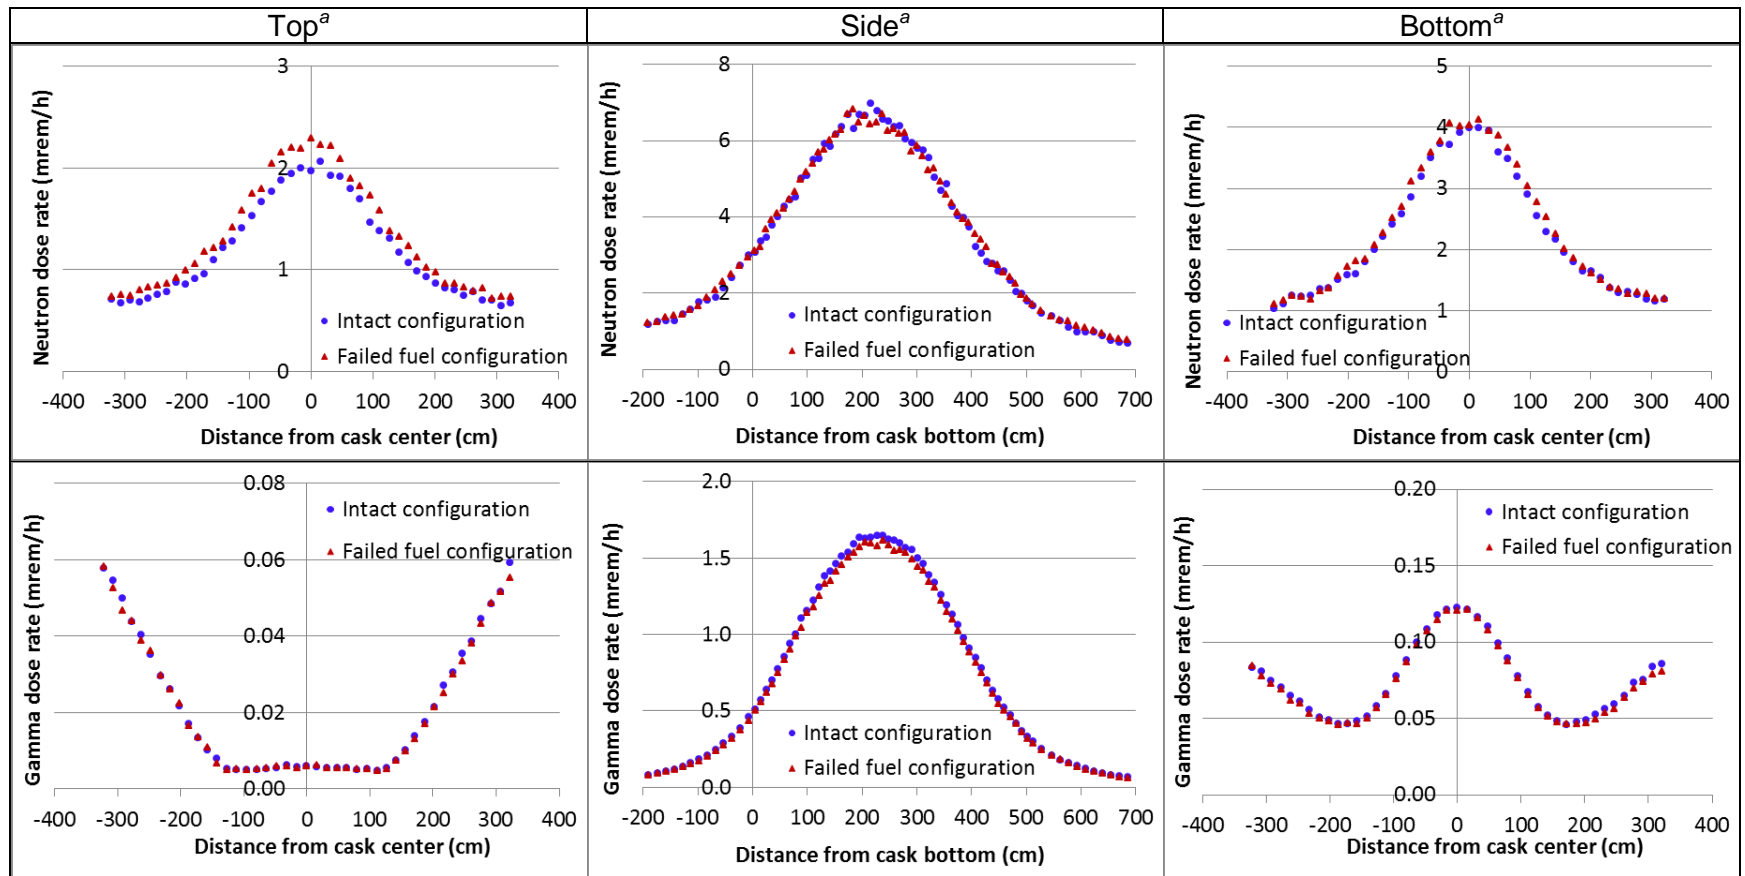 Top^a Side^a Bottom^a
Neutron dose rate (mrem/h)
3
2
1
0
Intact configuration
Failed fuel configuration
-400 -300 -200 -100 0 100 200 300 400
Distance from cask center (cm)
Neutron dose rate (mrem/h)
8
6
4
2
0
Intact configuration
Failed fuel configuration
-200 -100 0 100 200 300 400 500 600 700
Distance from cask bottom (cm)
Neutron dose rate (mrem/h)
5
4
3
2
1
0
Intact configuration
Failed fuel configuration
-400 -300 -200 -100 0 100 200 300 400
Distance from cask center (cm)
Gamma dose rate (mrem/h)
0.08
0.06
0.04
0.02
0.00
Intact configuration
Failed fuel configuration
-400 -300 -200 -100 0 100 200 300 400
Distance from cask center (cm)
Gamma dose rate (mrem/h)
2.0
1.5
1.0
0.5
0.0
Intact configuration
Failed fuel configuration
-200 -100 0 100 200 300 400 500 600 700
Distance from cask bottom (cm)
Gamma dose rate (mrem/h)
0.20
0.15
0.10
0.05
0.00
Intact configuration
Failed fuel configuration
-400 -300 -200 -100 0 100 200 300 400
Distance from cask center (cm)